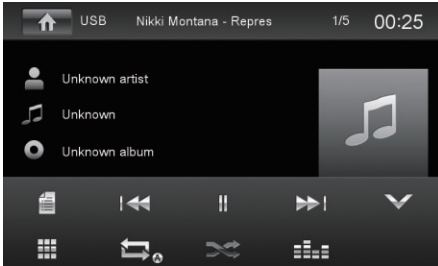 USB Nikki Montana - Repres 1/5 00:25
Unknown artist
Unknown
Unknown album
A